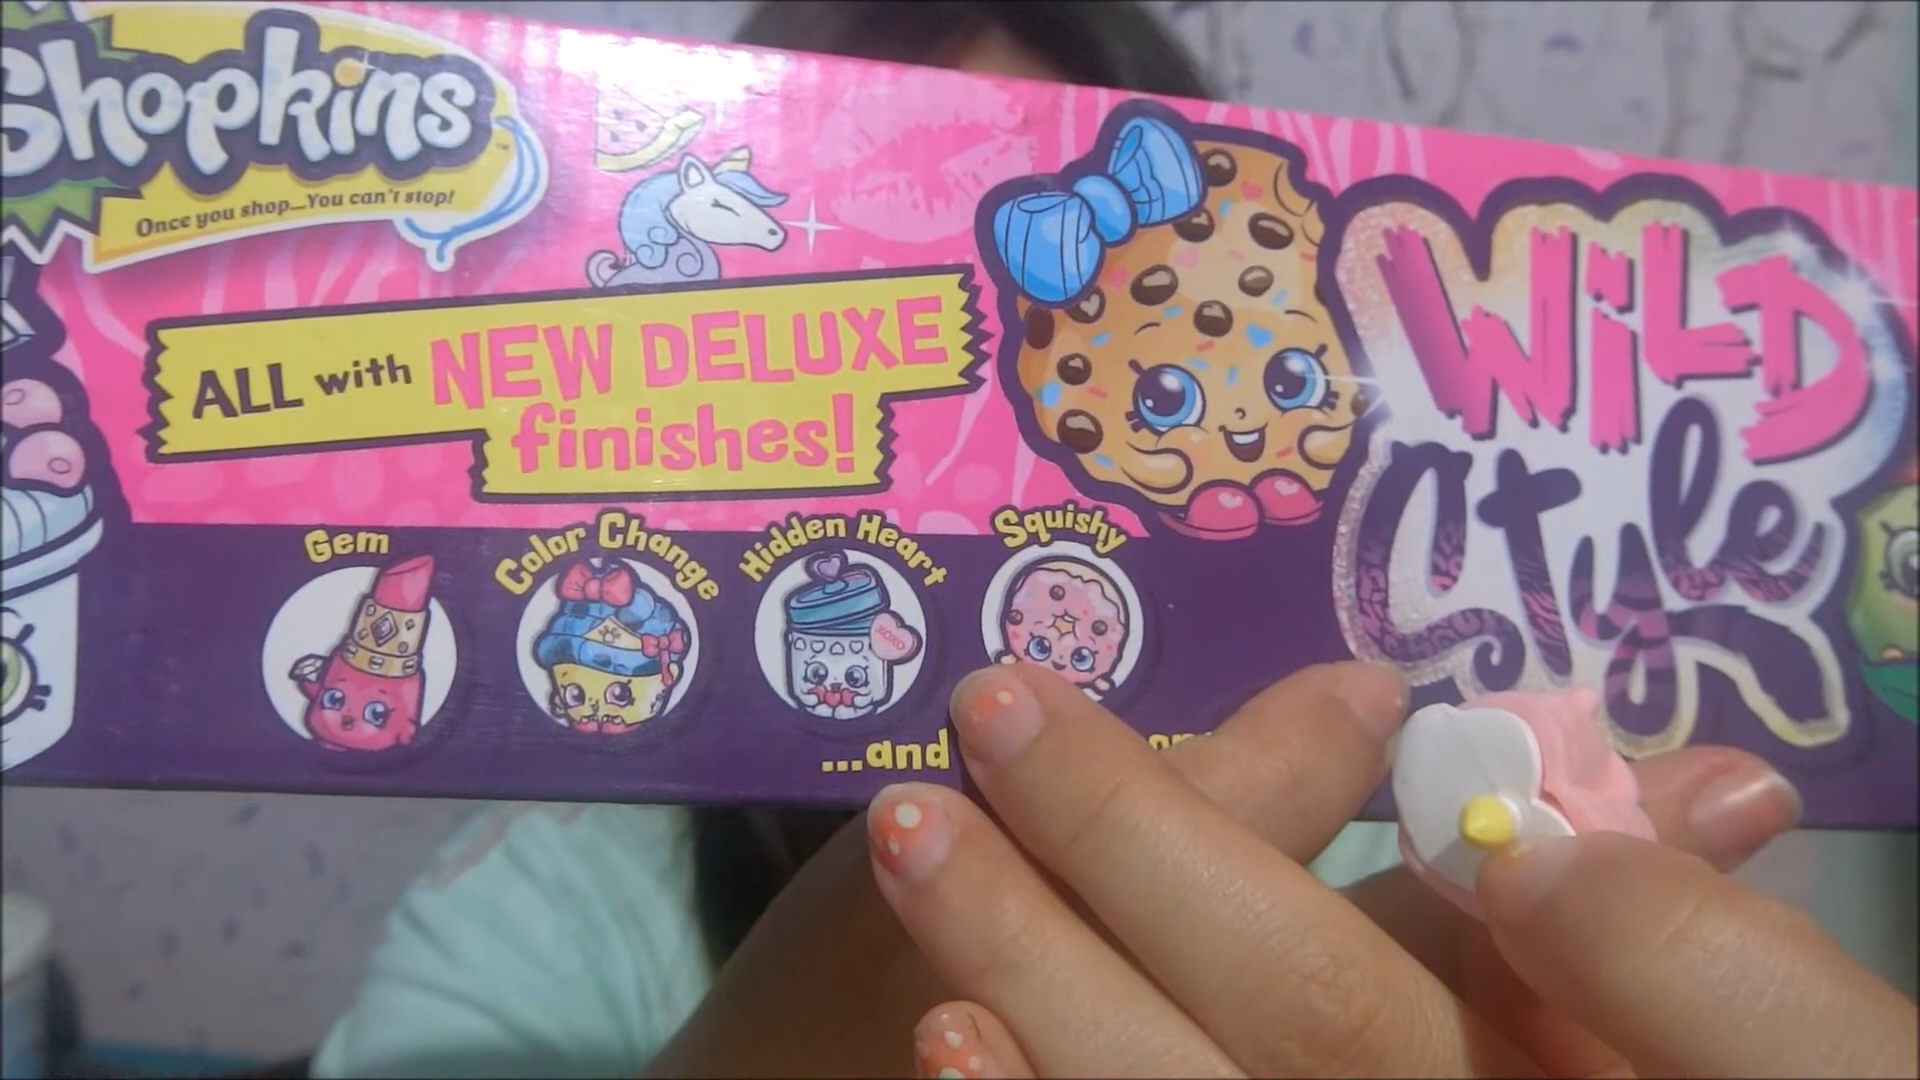 Shopkins™
Once you shop...You can't stop!
ALL with NEW DELUXE
finishes!
WiLD
Style
Gem
Color Change
Hidden Heart
XOXO
Squishy
...and